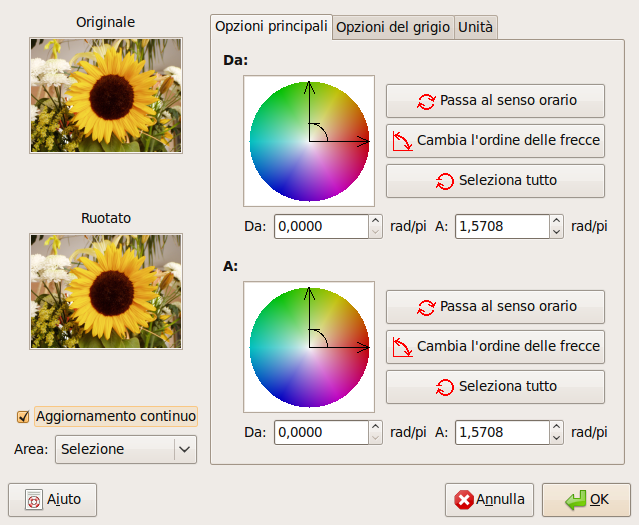 Originale
Ruotato
Aggiornamento continuo
Area: Selezione
Opzioni principali Opzioni del grigio Unità
Da:
Passa al senso orario
Cambia l'ordine delle frecce
Seleziona tutto
Da: 0,0000 rad/pi A: 1,5708 rad/pi
A:
Passa al senso orario
Cambia l'ordine delle frecce
Seleziona tutto
Da: 0,0000 rad/pi A: 1,5708 rad/pi
Aiuto Annulla OK